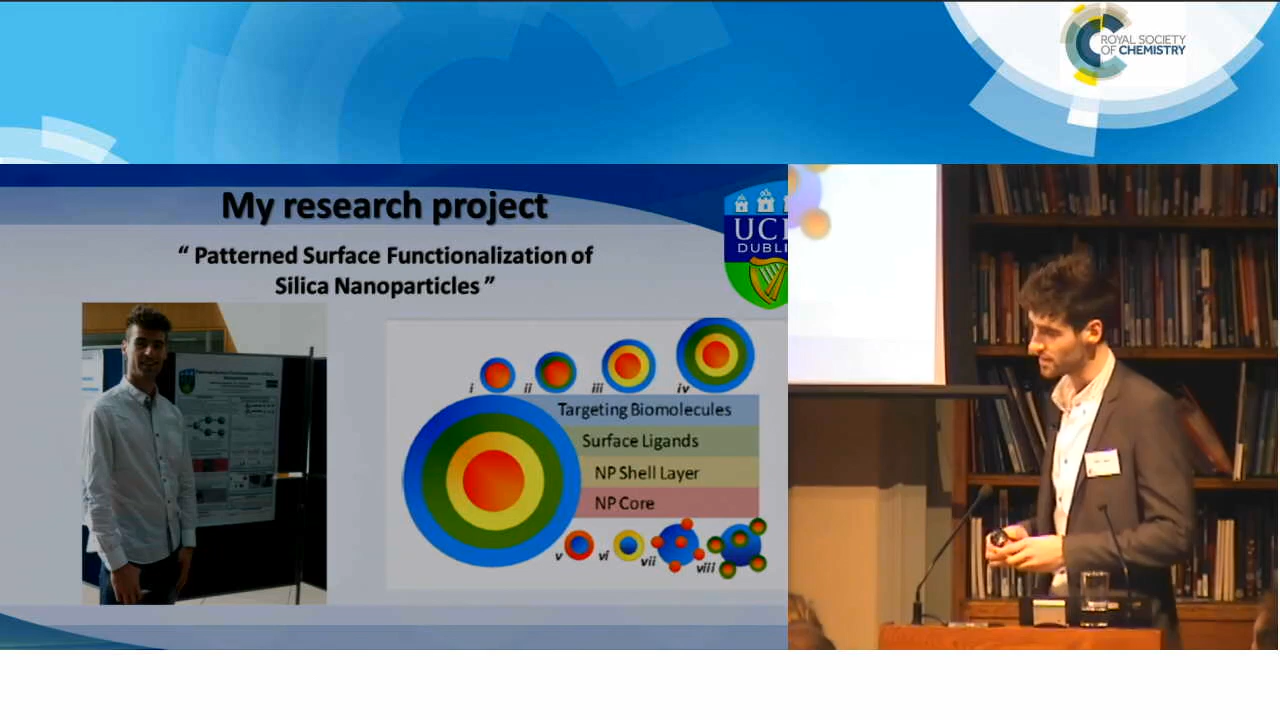 ROYAL SOCIETY
OF CHEMISTRY
My research project
“ Patterned Surface Functionalization of
Silica Nanoparticles ”
UC
DUBLI
i
ii
iii
iv
Targeting Biomolecules
Surface Ligands
NP Shell Layer
NP Core
v
vi
vii
viii